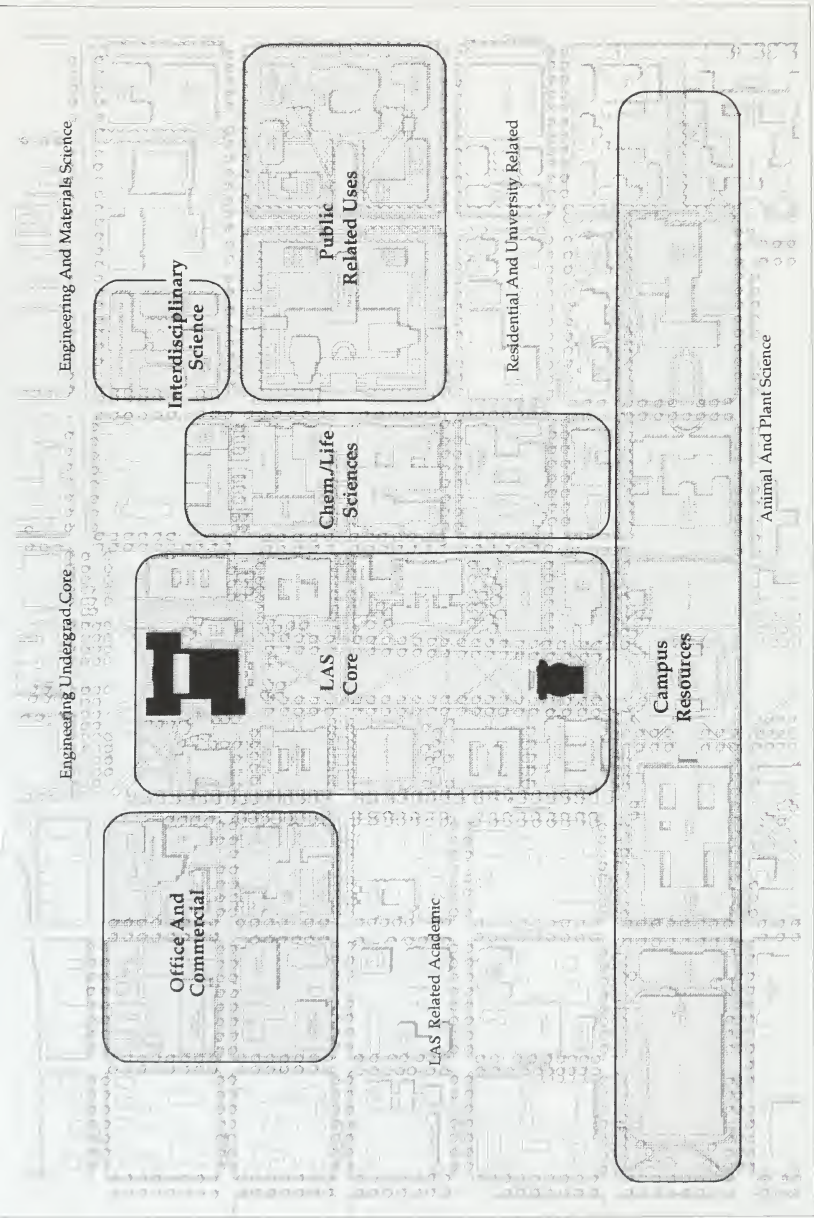 Engineering Undergrad Core
Engineering And Materials Science
Office And
Commercial
LAS
Core
Chem./Life
Sciences
Interdisciplinary
Science
Public
Related Uses
LAS Related Academic
Residential And University Related
Campus
Resources
Animal And Plant Science